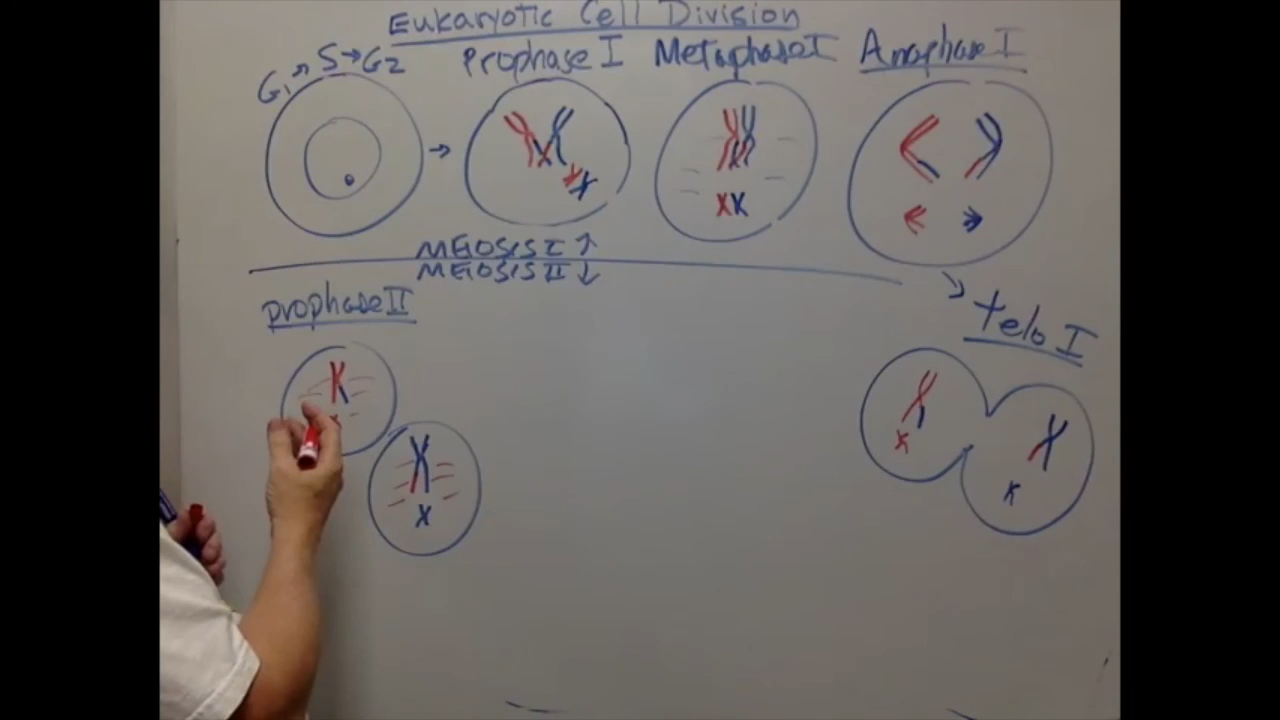 Eukaryotic Cell Division
G1 → S → G2
Prophase I
Metaphase I
Anaphase I
MEIOSIS I ↑
MEIOSIS II ↓
prophase II
telo I